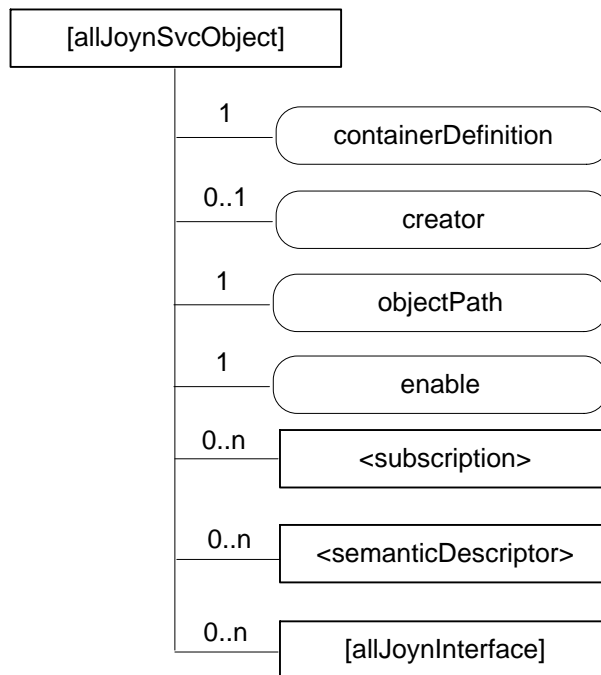 [allJoynSvcObject]
1
containerDefinition
0..1
creator
1
objectPath
1
enable
0..n
<subscription>
0..n
<semanticDescriptor>
0..n
[allJoynInterface]